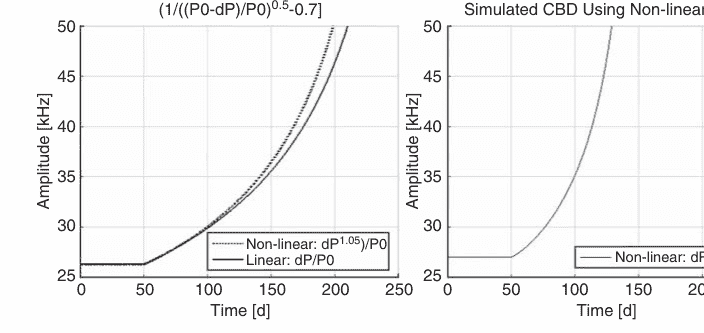 (1/((P0-dP)/P0)^0.5-0.7]
50
45
40
35
30
25
Amplitude [kHz]
Non-linear: dP^1.05)/P0
Linear: dP/P0
0
50
100
150
200
250
Time [d]
Simulated CBD Using Non-linear
50
45
40
35
30
25
Amplitude [kHz]
Non-linear: dP
0
50
100
150
Time [d]